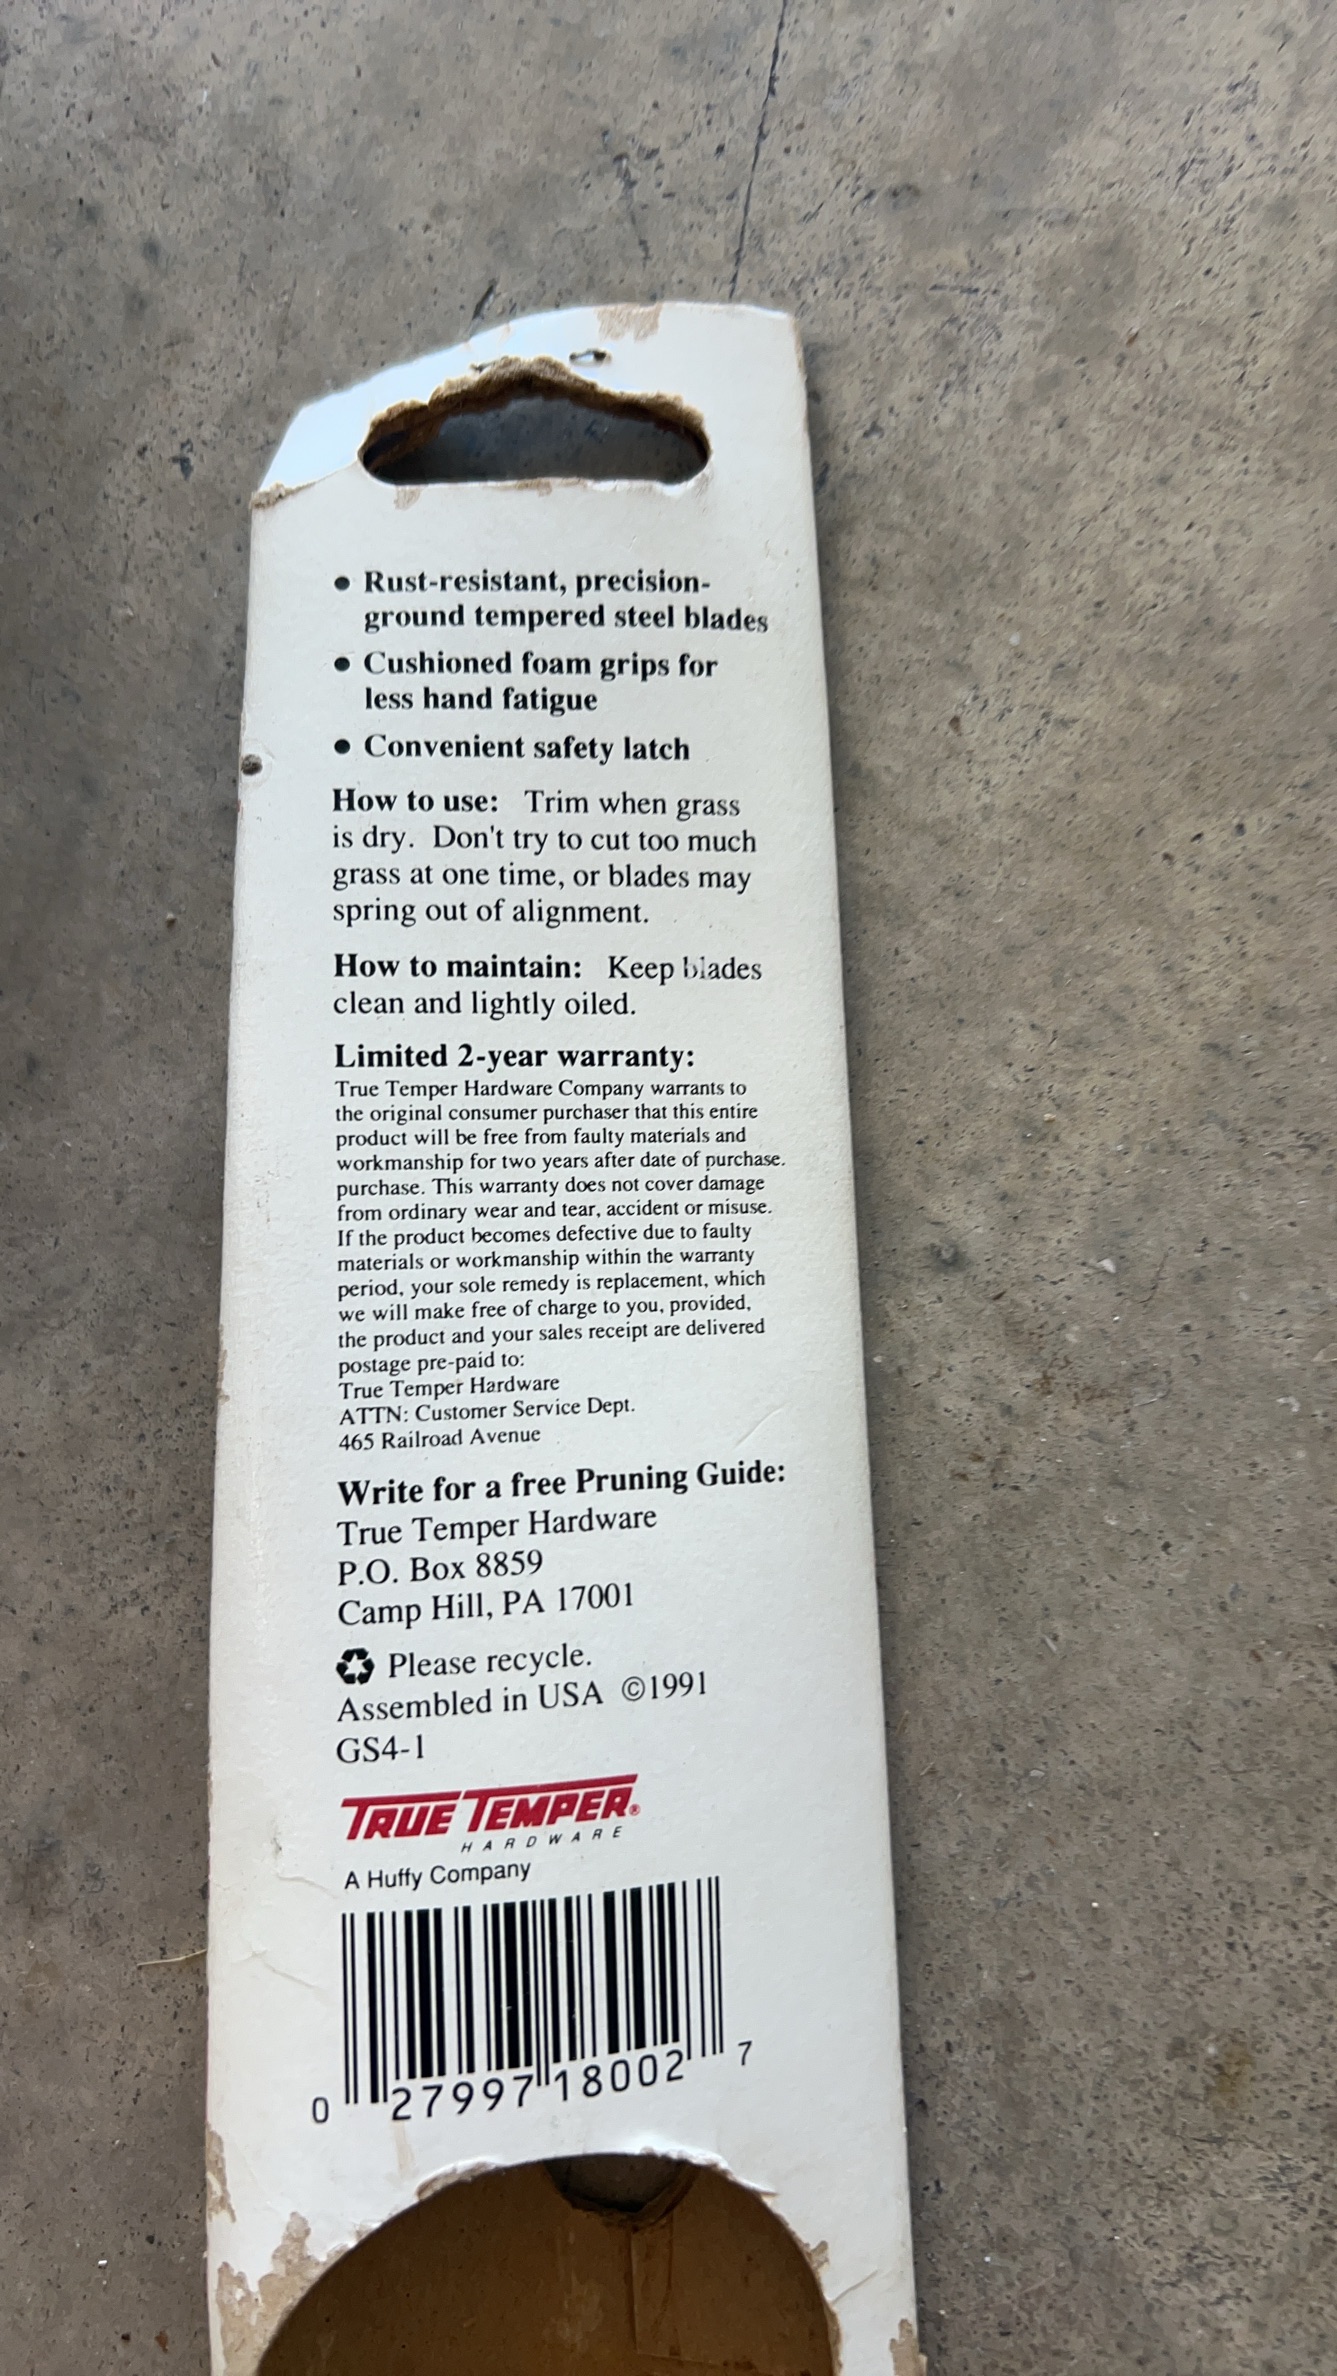 ● Rust-resistant, precision-
ground tempered steel blades
● Cushioned foam grips for
less hand fatigue
● Convenient safety latch
How to use: Trim when grass
is dry. Don't try to cut too much
grass at one time, or blades may
spring out of alignment.
How to maintain: Keep blades
clean and lightly oiled.
Limited 2-year warranty:
True Temper Hardware Company warrants to
the original consumer purchaser that this entire
product will be free from faulty materials and
workmanship for two years after date of purchase.
purchase. This warranty does not cover damage
from ordinary wear and tear, accident or misuse.
If the product becomes defective due to faulty
materials or workmanship within the warranty
period, your sole remedy is replacement, which
we will make free of charge to you, provided,
the product and your sales receipt are delivered
postage pre-paid to:
True Temper Hardware
ATTN: Customer Service Dept.
465 Railroad Avenue
Write for a free Pruning Guide:
True Temper Hardware
P.O. Box 8859
Camp Hill, PA 17001
Please recycle.
Assembled in USA ©1991
GS4-1
TRUE TEMPER®
HARDWARE
A Huffy Company
0 27997 18002 7